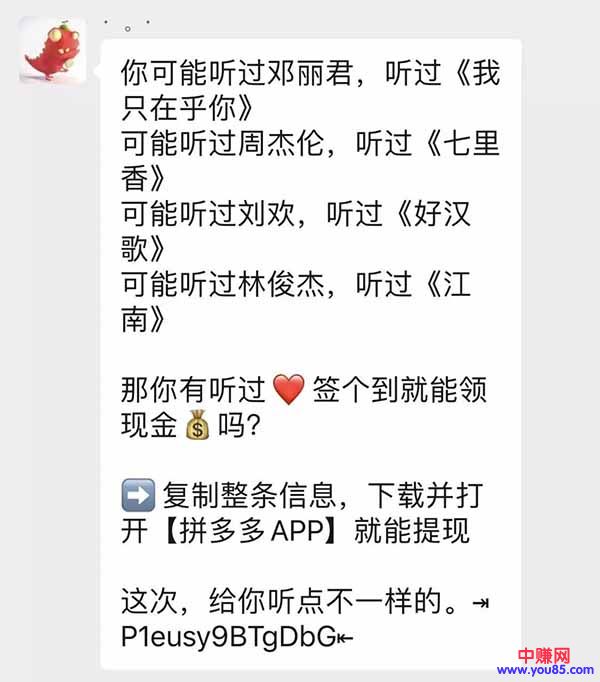 你可能听过邓丽君，听过《我
只在乎你》
可能听过周杰伦，听过《七里
香》
可能听过刘欢，听过《好汉
歌》
可能听过林俊杰，听过《江
南》
那你有听过❤️签个到就能领
现金💰吗？
➡️复制整条信息，下载并打
开【拼多多APP】就能提现
这次，给你听点不一样的。⇥
P1eusy9BTgDbG⇤
中赚网
www.you85.com